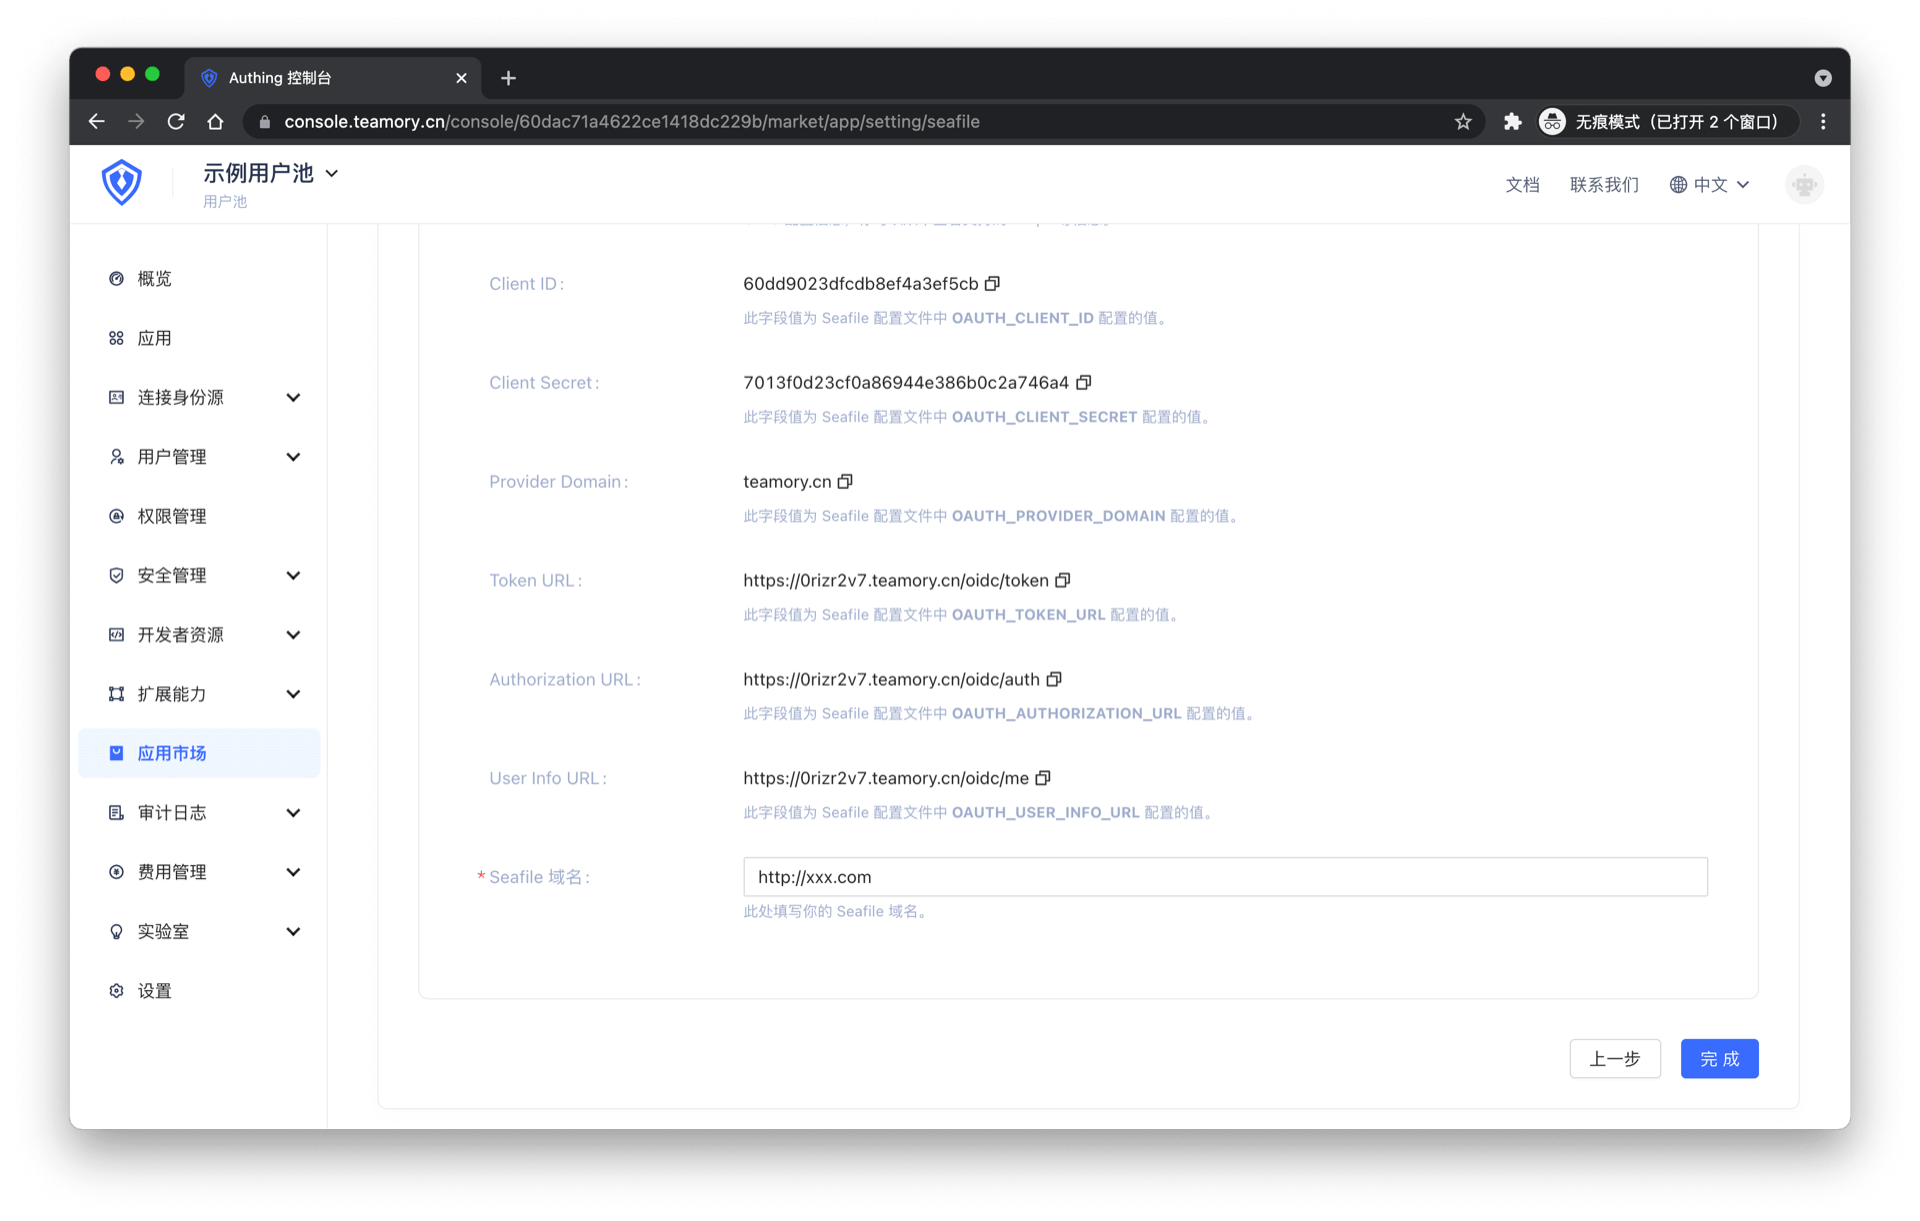 Authing 控制台
console.teamory.cn/console/60dac71a4622ce1418dc229b/market/app/setting/seafile
无痕模式（已打开 2 个窗口）
示例用户池
用户池
文档
联系我们
中文
概览
应用
连接身份源
用户管理
权限管理
安全管理
开发者资源
扩展能力
应用市场
审计日志
费用管理
实验室
设置
Client ID:
60dd9023dfcdb8ef4a3ef5cb
此字段值为 Seafile 配置文件中 OAUTH_CLIENT_ID 配置的值。
Client Secret:
7013f0d23cf0a86944e386b0c2a746a4
此字段值为 Seafile 配置文件中 OAUTH_CLIENT_SECRET 配置的值。
Provider Domain:
teamory.cn
此字段值为 Seafile 配置文件中 OAUTH_PROVIDER_DOMAIN 配置的值。
Token URL:
https://0rizr2v7.teamory.cn/oidc/token
此字段值为 Seafile 配置文件中 OAUTH_TOKEN_URL 配置的值。
Authorization URL:
https://0rizr2v7.teamory.cn/oidc/auth
此字段值为 Seafile 配置文件中 OAUTH_AUTHORIZATION_URL 配置的值。
User Info URL:
https://0rizr2v7.teamory.cn/oidc/me
此字段值为 Seafile 配置文件中 OAUTH_USER_INFO_URL 配置的值。
* Seafile 域名:
http://xxx.com
此处填写你的 Seafile 域名。
上一步
完 成